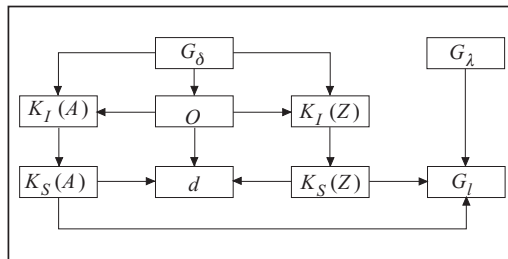 G_δ G_λ
K_I(A) O K_I(Z)
K_S(A) d K_S(Z) G_l